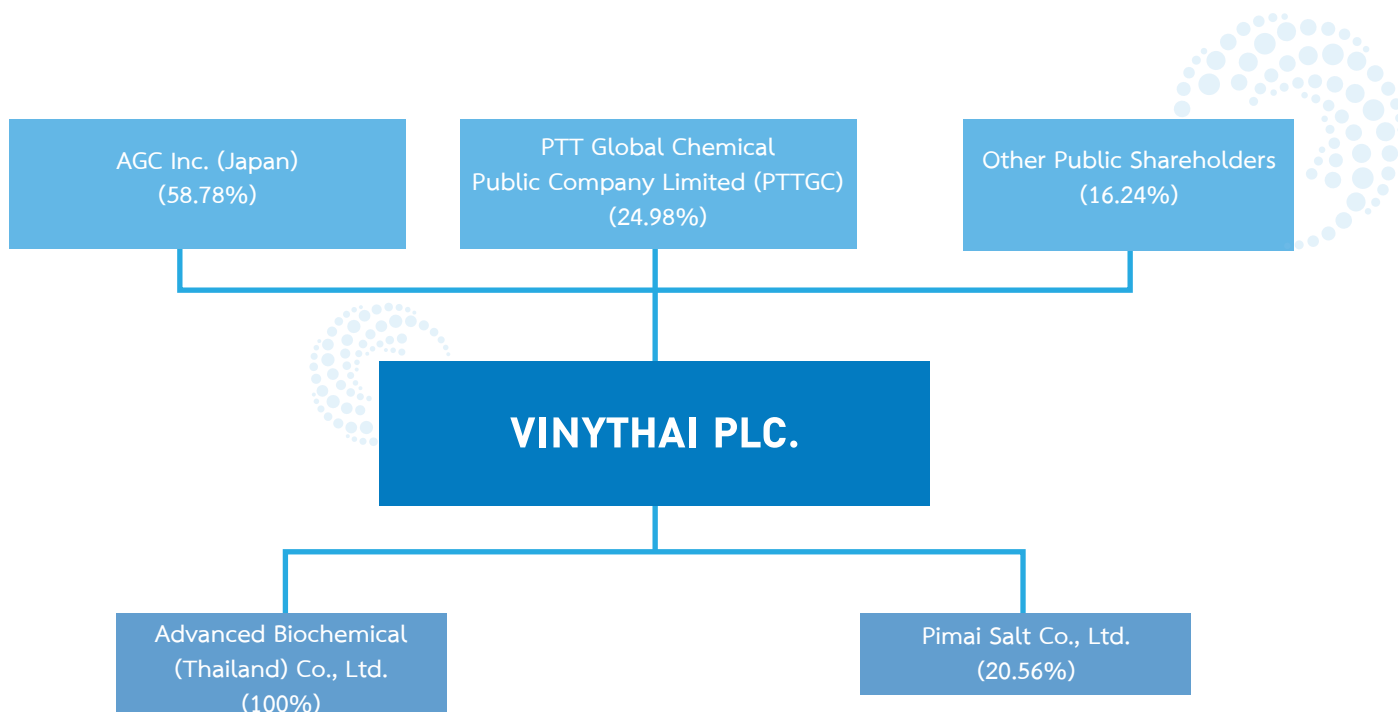 AGC Inc. (Japan)
(58.78%)
PTT Global Chemical
Public Company Limited (PTTGC)
(24.98%)
Other Public Shareholders
(16.24%)
VINYTHAI PLC.
Advanced Biochemical
(Thailand) Co., Ltd.
(100%)
Pimai Salt Co., Ltd.
(20.56%)